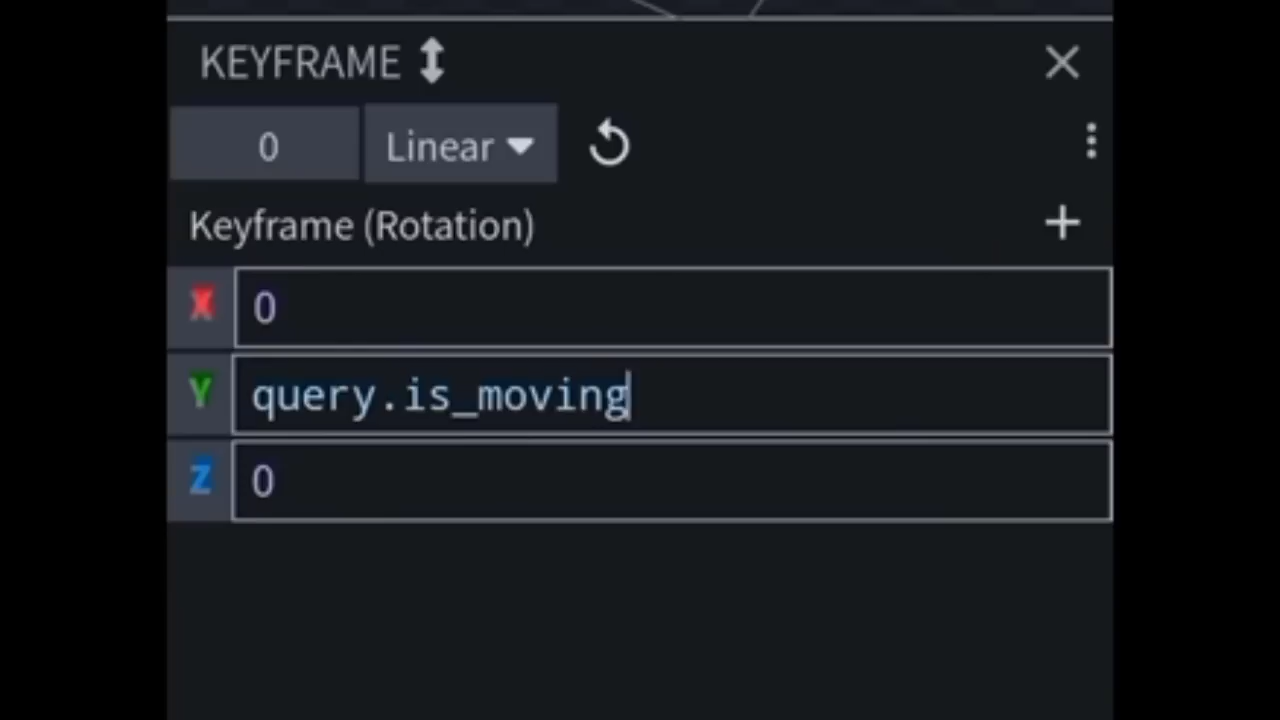 KEYFRAME
0 Linear
Keyframe (Rotation)
X 0
Y query.is_moving
Z 0